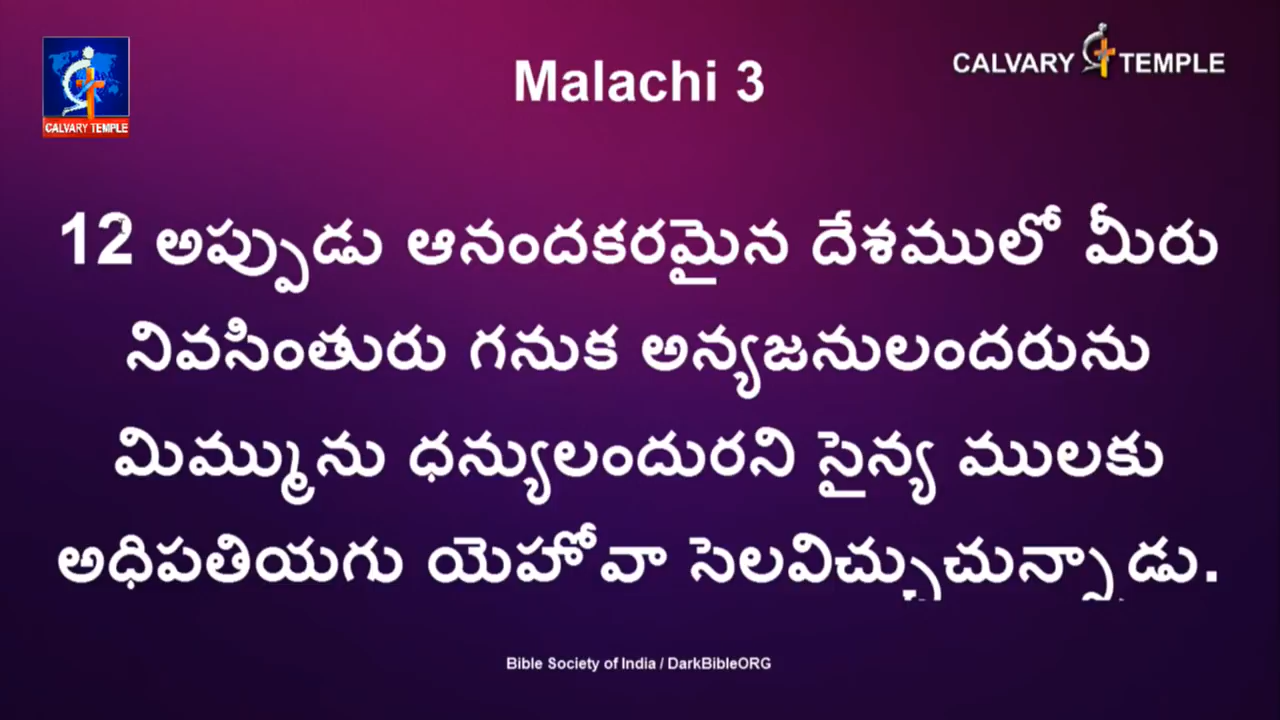 CALVARY TEMPLE
Malachi 3
CALVARY TEMPLE
12 అప్పుడు ఆనందకరమైన దేశములో మీరు
నివసింతురు గనుక అన్యజనులందరును
మిమ్మును ధన్యులందురని సైన్య ములకు
అధిపతియగు యెహోవా సెలవిచ్చుచున్నాడు.
Bible Society of India / DarkBibleORG